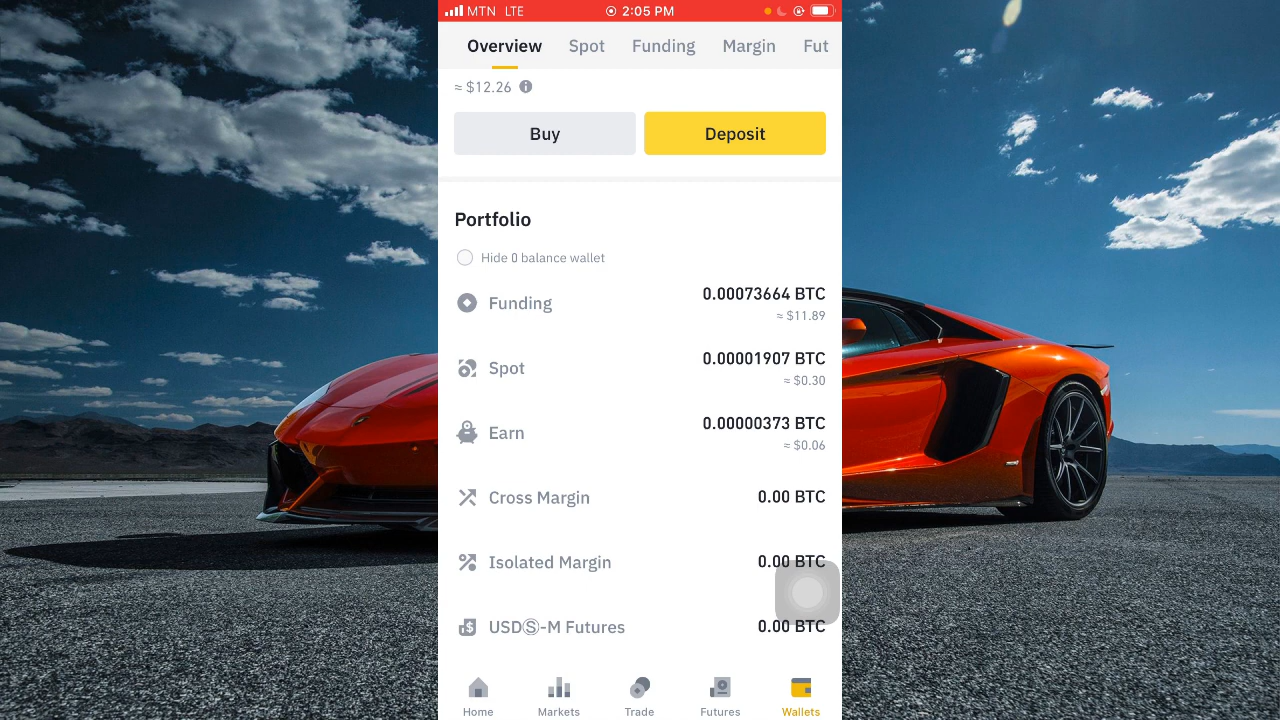 MTN LTE 2:05 PM
Overview Spot Funding Margin Fut
≈ $12.26
Buy Deposit
Portfolio
Hide 0 balance wallet
Funding 0.00073664 BTC
≈ $11.89
Spot 0.00001907 BTC
≈ $0.30
Earn 0.00000373 BTC
≈ $0.06
Cross Margin 0.00 BTC
Isolated Margin 0.00 BTC
USDⓈ-M Futures 0.00 BTC
Home Markets Trade Futures Wallets